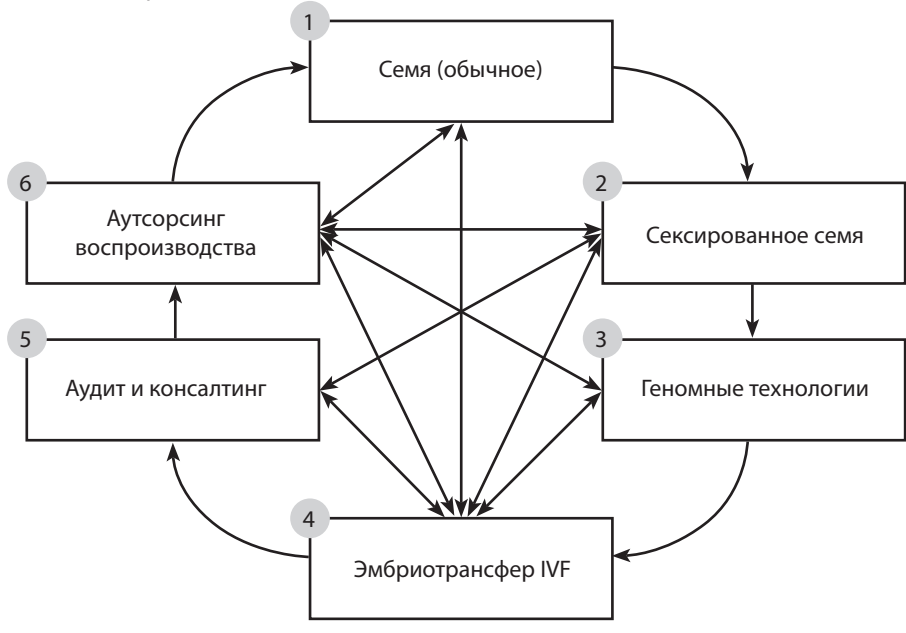 1
Семя (обычное)
2
Сексированное семя
3
Геномные технологии
4
Эмбриотрансфер IVF
5
Аудит и консалтинг
6
Аутсорсинг
воспроизводства